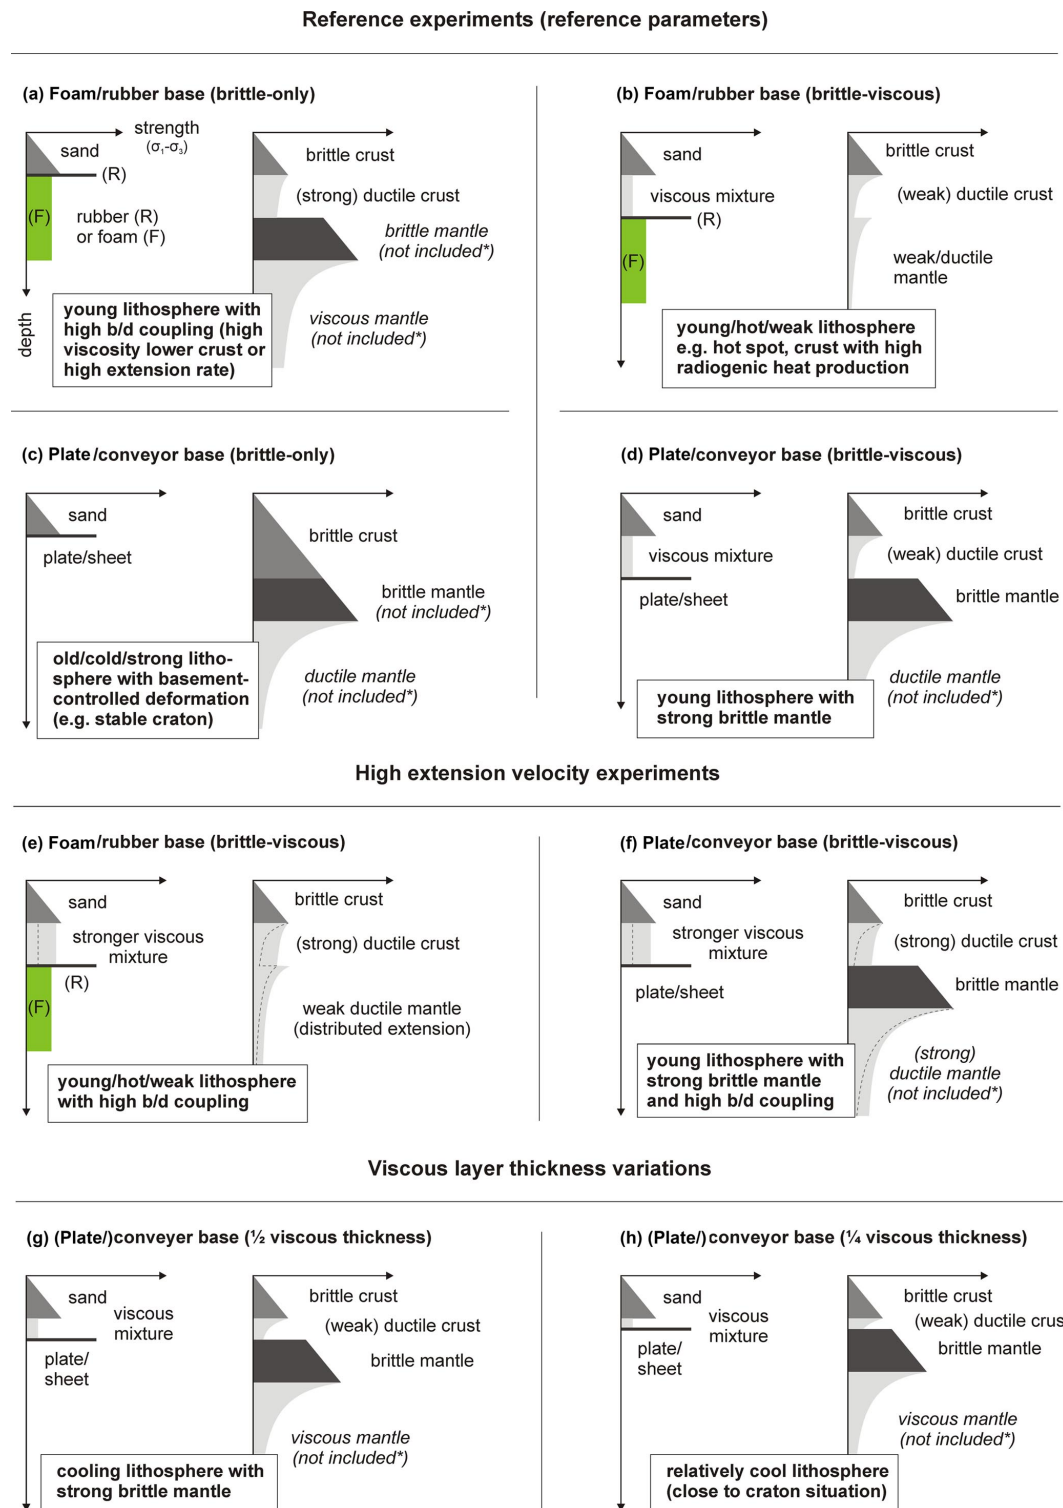 Reference experiments (reference parameters)
(a) Foam/rubber base (brittle-only)
strength
(σ1-σ3)
sand
(R)
(F)
rubber (R)
or foam (F)
depth
brittle crust
(strong) ductile crust
brittle mantle
(not included*)
viscous mantle
(not included*)
young lithosphere with
high b/d coupling (high
viscosity lower crust or
high extension rate)
(b) Foam/rubber base (brittle-viscous)
sand
viscous mixture
(R)
(F)
brittle crust
(weak) ductile crust
weak/ductile
mantle
young/hot/weak lithosphere
e.g. hot spot, crust with high
radiogenic heat production
(c) Plate/conveyor base (brittle-only)
sand
plate/sheet
brittle crust
brittle mantle
(not included*)
ductile mantle
(not included*)
old/cold/strong litho-
sphere with basement-
controlled deformation
(e.g. stable craton)
(d) Plate/conveyor base (brittle-viscous)
sand
viscous mixture
plate/sheet
brittle crust
(weak) ductile crust
brittle mantle
ductile mantle
(not included*)
young lithosphere with
strong brittle mantle
High extension velocity experiments
(e) Foam/rubber base (brittle-viscous)
sand
stronger viscous
mixture
(R)
(F)
brittle crust
(strong) ductile crust
weak ductile mantle
(distributed extension)
young/hot/weak lithosphere
with high b/d coupling
(f) Plate/conveyor base (brittle-viscous)
sand
stronger viscous
mixture
plate/sheet
brittle crust
(strong) ductile crust
brittle mantle
(strong)
ductile mantle
(not included*)
young lithosphere with
strong brittle mantle
and high b/d coupling
Viscous layer thickness variations
(g) (Plate/)conveyer base (½ viscous thickness)
sand
viscous
mixture
plate/
sheet
brittle crust
(weak) ductile crust
brittle mantle
viscous mantle
(not included*)
cooling lithosphere with
strong brittle mantle
(h) (Plate/)conveyor base (¼ viscous thickness)
sand
viscous
mixture
plate/
sheet
brittle crust
(weak) ductile crus
brittle mantle
viscous mantle
(not included*)
relatively cool lithosphere
(close to craton situation)